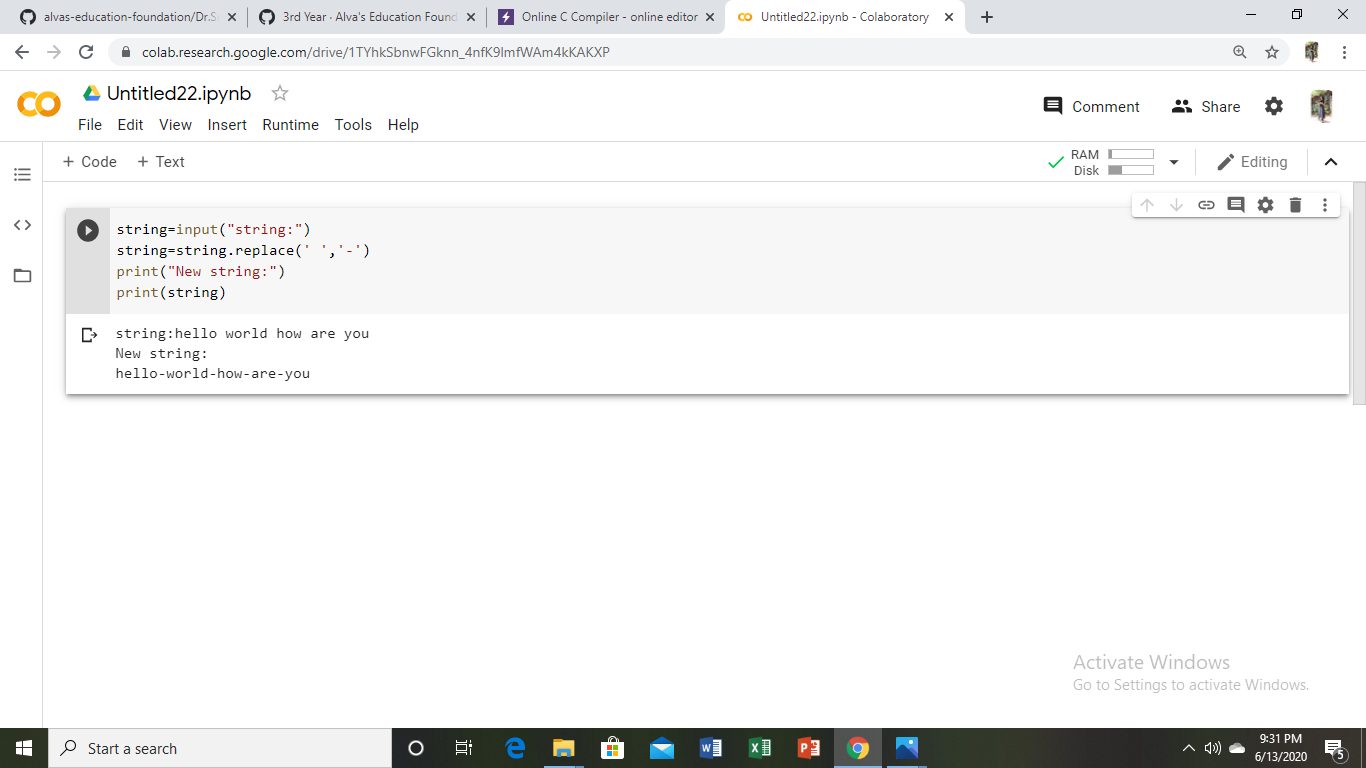 alvas-education-foundation/Dr.S
3rd Year · Alva's Education Found
Online C Compiler - online editor
Untitled22.ipynb - Colaboratory
colab.research.google.com/drive/1TYhkSbnwFGknn_4nfK9lmfWAm4kKAKXP
Untitled22.ipynb
Comment
Share
File Edit View Insert Runtime Tools Help
+ Code + Text
RAM
Disk
Editing
string=input("string:")
string=string.replace(' ','-')
print("New string:")
print(string)
string:hello world how are you
New string:
hello-world-how-are-you
Activate Windows
Go to Settings to activate Windows.
Start a search
9:31 PM
6/13/2020
5